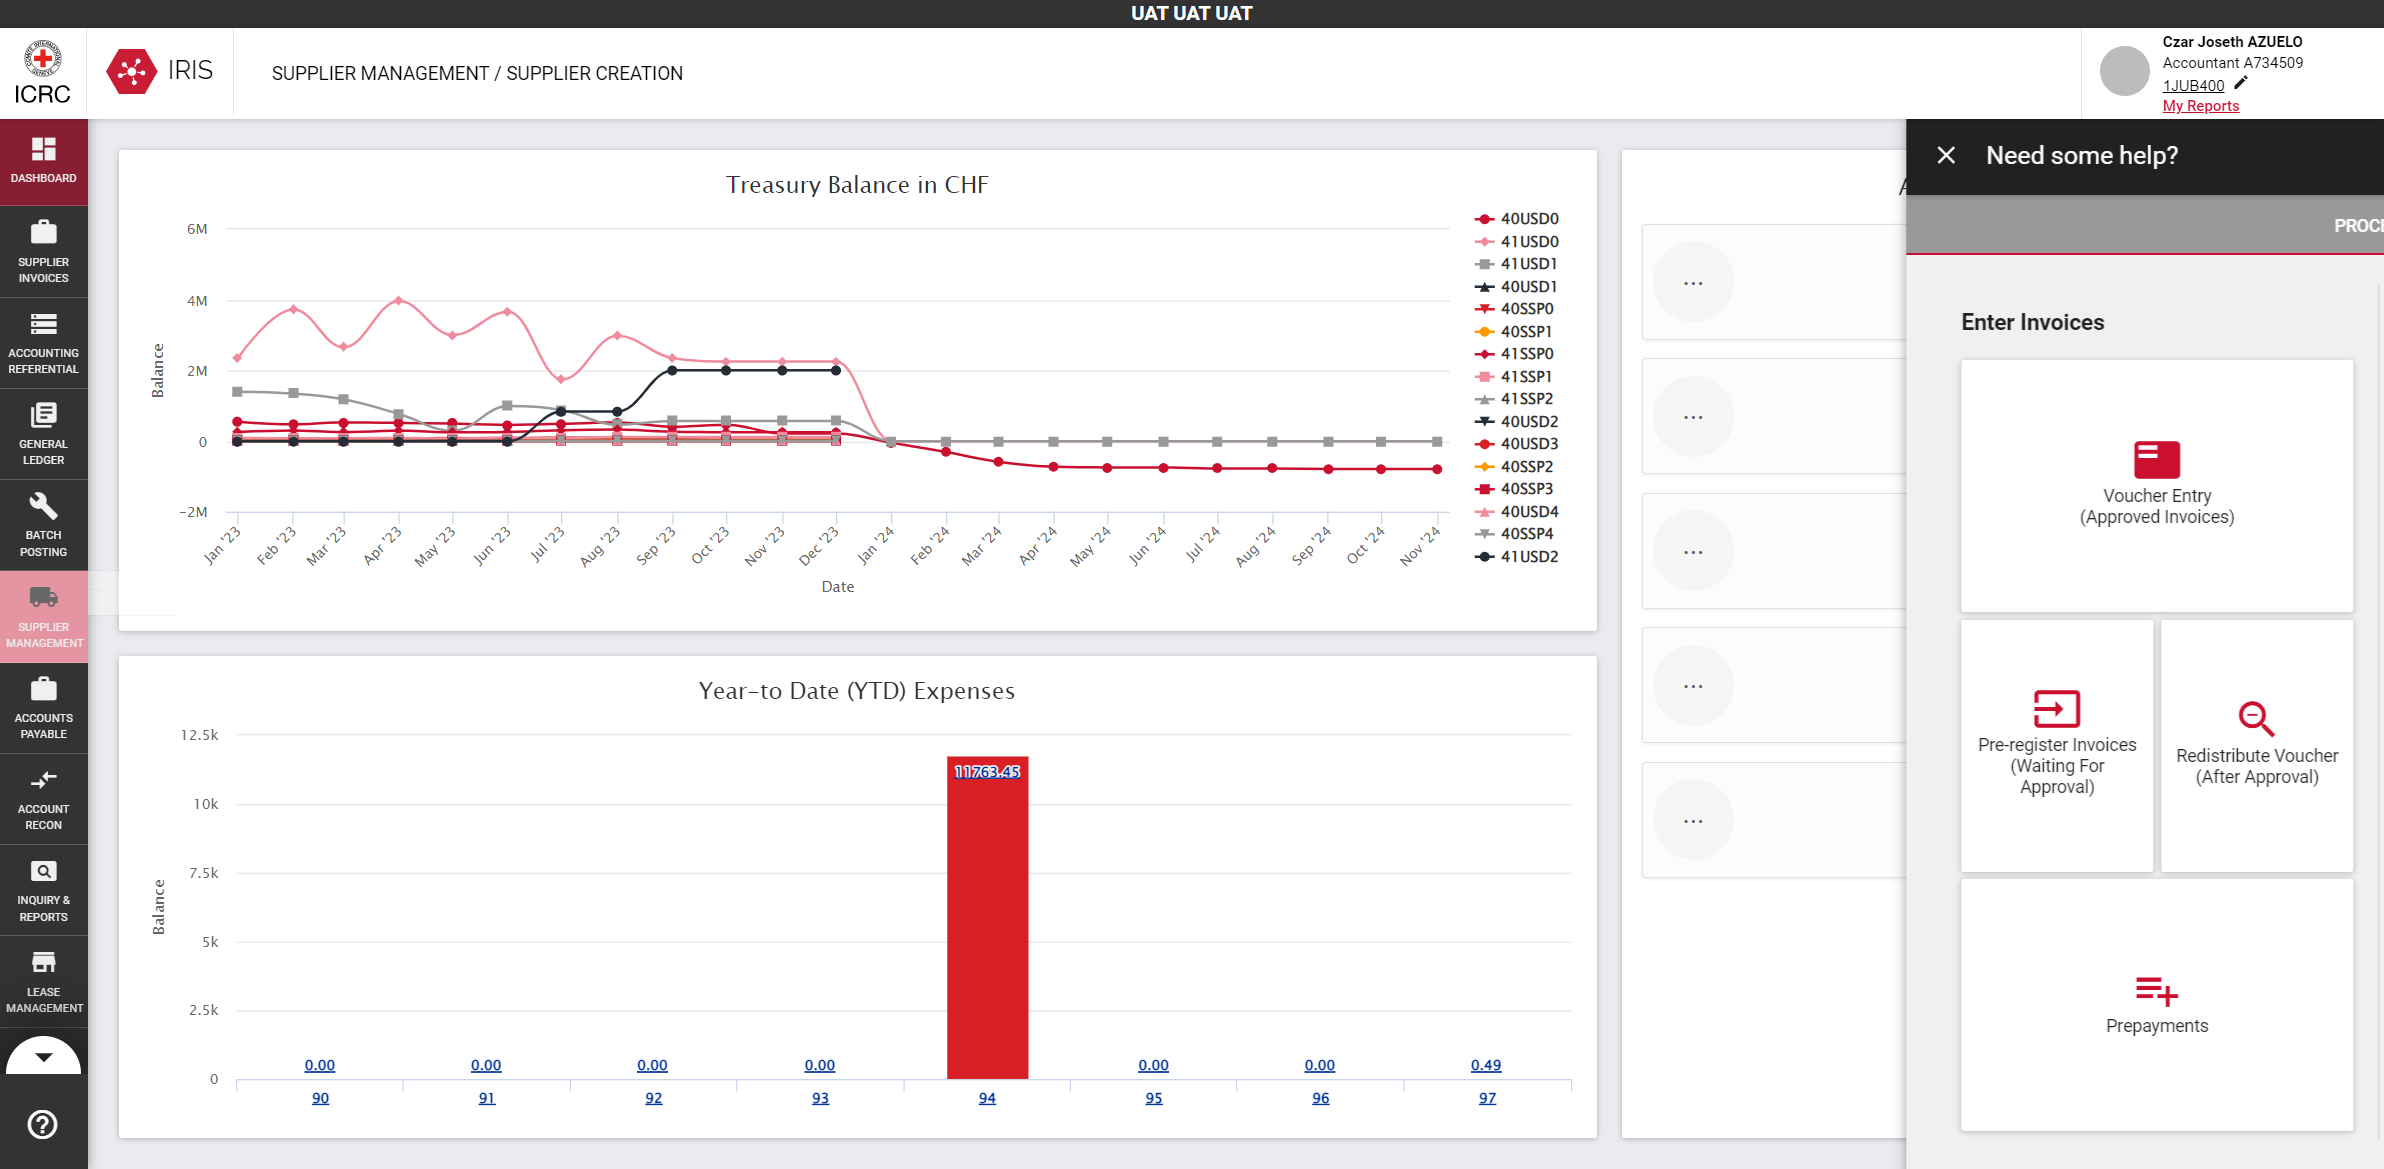 UAT UAT UAT
ICRC
IRIS
SUPPLIER MANAGEMENT / SUPPLIER CREATION
Czar Joseth AZUELO
Accountant A734509
1JUB400
My Reports
DASHBOARD
SUPPLIER
INVOICES
ACCOUNTING
REFERENTIAL
GENERAL
LEDGER
BATCH
POSTING
SUPPLIER
MANAGEMENT
ACCOUNTS
PAYABLE
ACCOUNT
RECON
INQUIRY &
REPORTS
LEASE
MANAGEMENT
Treasury Balance in CHF
Balance
6M
4M
2M
0
-2M
Jan '23
Feb '23
Mar '23
Apr '23
May '23
Jun '23
Jul '23
Aug '23
Sep '23
Oct '23
Nov '23
Dec '23
Jan '24
Feb '24
Mar '24
Apr '24
May '24
Jun '24
Jul '24
Aug '24
Sep '24
Oct '24
Nov '24
Date
40USD0
41USD0
41USD1
40USD1
40SSP0
40SSP1
41SSP0
41SSP1
41SSP2
40USD2
40USD3
40SSP2
40SSP3
40USD4
40SSP4
41USD2
Year-to Date (YTD) Expenses
Balance
12.5k
10k
7.5k
5k
2.5k
0
0.00
0.00
0.00
0.00
11763.45
0.00
0.00
0.49
90
91
92
93
94
95
96
97
...
...
...
...
...
Need some help?
PROCE
Enter Invoices
Voucher Entry
(Approved Invoices)
Pre-register Invoices
(Waiting For
Approval)
Redistribute Voucher
(After Approval)
Prepayments